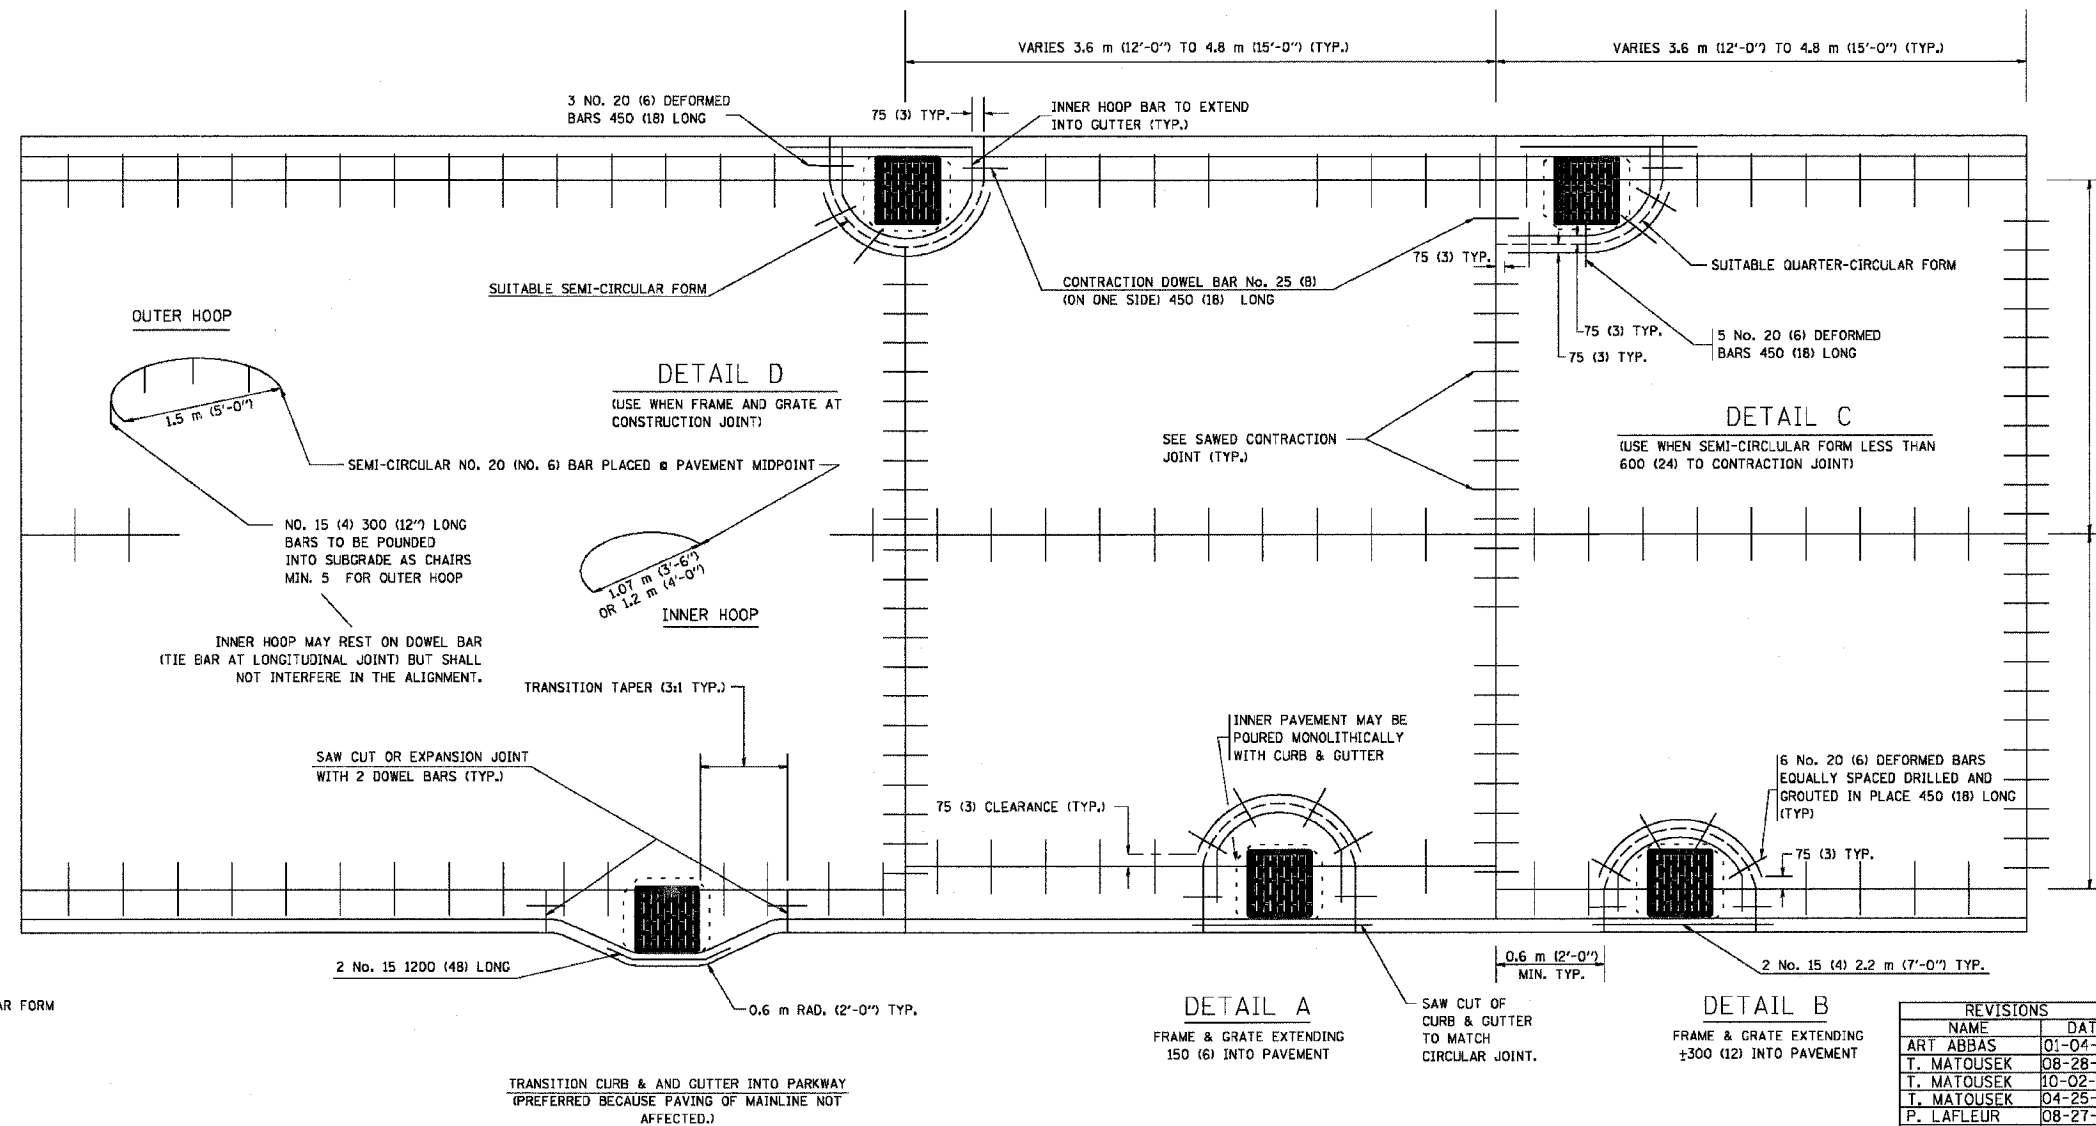 VARIES 3.6 m (12'-0") TO 4.8 m (15'-0") (TYP.)
VARIES 3.6 m (12'-0") TO 4.8 m (15'-0") (TYP.)
3 NO. 20 (6) DEFORMED
BARS 450 (18) LONG
75 (3) TYP.
INNER HOOP BAR TO EXTEND
INTO GUTTER (TYP.)
SUITABLE SEMI-CIRCULAR FORM
CONTRACTION DOWEL BAR No. 25 (8)
(ON ONE SIDE) 450 (18) LONG
75 (3) TYP.
SUITABLE QUARTER-CIRCULAR FORM
75 (3) TYP.
75 (3) TYP.
5 No. 20 (6) DEFORMED
BARS 450 (18) LONG
OUTER HOOP
1.5 m (5'-0")
DETAIL D
(USE WHEN FRAME AND GRATE AT
CONSTRUCTION JOINT)
SEE SAWED CONTRACTION
JOINT (TYP.)
DETAIL C
(USE WHEN SEMI-CIRCLULAR FORM LESS THAN
600 (24) TO CONTRACTION JOINT)
SEMI-CIRCULAR NO. 20 (NO. 6) BAR PLACED @ PAVEMENT MIDPOINT
NO. 15 (4) 300 (12") LONG
BARS TO BE POUNDED
INTO SUBGRADE AS CHAIRS
MIN. 5 FOR OUTER HOOP
1.07 m (3'-6")
OR 1.2 m (4'-0")
INNER HOOP
INNER HOOP MAY REST ON DOWEL BAR
(TIE BAR AT LONGITUDINAL JOINT) BUT SHALL
NOT INTERFERE IN THE ALIGNMENT.
TRANSITION TAPER (3:1 TYP.)
SAW CUT OR EXPANSION JOINT
WITH 2 DOWEL BARS (TYP.)
INNER PAVEMENT MAY BE
POURED MONOLITHICALLY
WITH CURB & GUTTER
75 (3) CLEARANCE (TYP.)
6 No. 20 (6) DEFORMED BARS
EQUALLY SPACED DRILLED AND
GROUTED IN PLACE 450 (18) LONG
(TYP)
75 (3) TYP.
2 No. 15 1200 (48) LONG
0.6 m RAD. (2'-0") TYP.
0.6 m (2'-0")
MIN. TYP.
2 No. 15 (4) 2.2 m (7'-0") TYP.
AR FORM
DETAIL A
FRAME & GRATE EXTENDING
150 (6) INTO PAVEMENT
SAW CUT OF
CURB & GUTTER
TO MATCH
CIRCULAR JOINT.
DETAIL B
FRAME & GRATE EXTENDING
±300 (12) INTO PAVEMENT
TRANSITION CURB & AND GUTTER INTO PARKWAY
(PREFERRED BECAUSE PAVING OF MAINLINE NOT
AFFECTED.)
REVISIONS
NAME DAT
ART ABBAS 01-04-
T. MATOUSEK 08-28-
T. MATOUSEK 10-02-
T. MATOUSEK 04-25-
P. LAFLEUR 08-27-